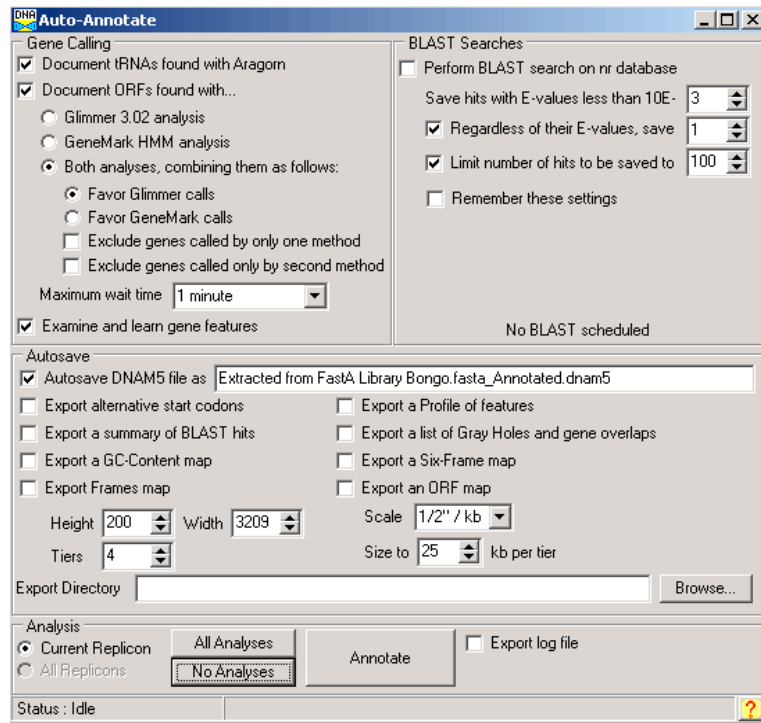 DNA Auto-Annotate
Gene Calling
Document tRNAs found with Aragorn
Document ORFs found with...
Glimmer 3.02 analysis
GeneMark HMM analysis
Both analyses, combining them as follows:
Favor Glimmer calls
Favor GeneMark calls
Exclude genes called by only one method
Exclude genes called only by second method
Maximum wait time 1 minute
Examine and learn gene features
BLAST Searches
Perform BLAST search on nr database
Save hits with E-values less than 10E- 3
Regardless of their E-values, save 1
Limit number of hits to be saved to 100
Remember these settings
No BLAST scheduled
Autosave
Autosave DNAM5 file as Extracted from FastA Library Bongo.fasta_Annotated.dnam5
Export alternative start codons
Export a Profile of features
Export a summary of BLAST hits
Export a list of Gray Holes and gene overlaps
Export a GC-Content map
Export a Six-Frame map
Export Frames map
Export an ORF map
Height 200 Width 3209
Scale 1/2" / kb
Tiers 4
Size to 25 kb per tier
Export Directory Browse...
Analysis
Current Replicon
All Replicons
All Analyses
No Analyses
Annotate
Export log file
Status : Idle
?